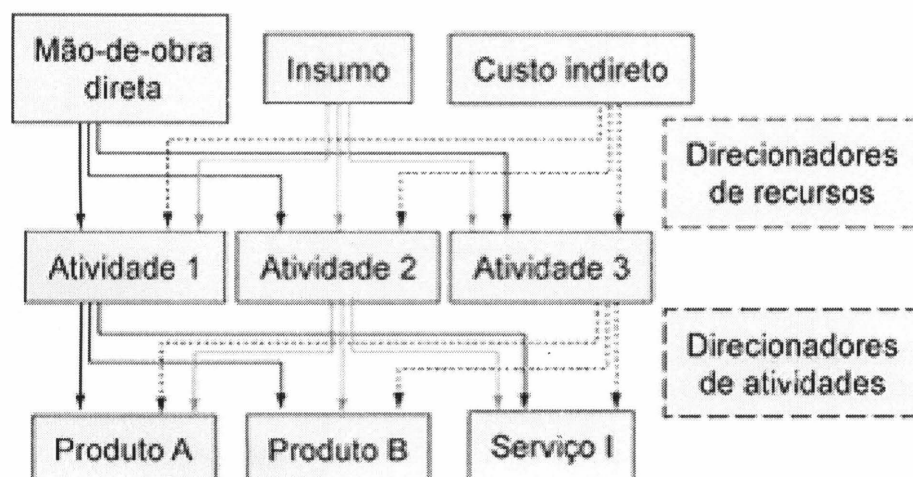 Mão-de-obra
direta
Insumo
Custo indireto
Direcionadores
de recursos
Atividade 1
Atividade 2
Atividade 3
Direcionadores
de atividades
Produto A
Produto B
Serviço I